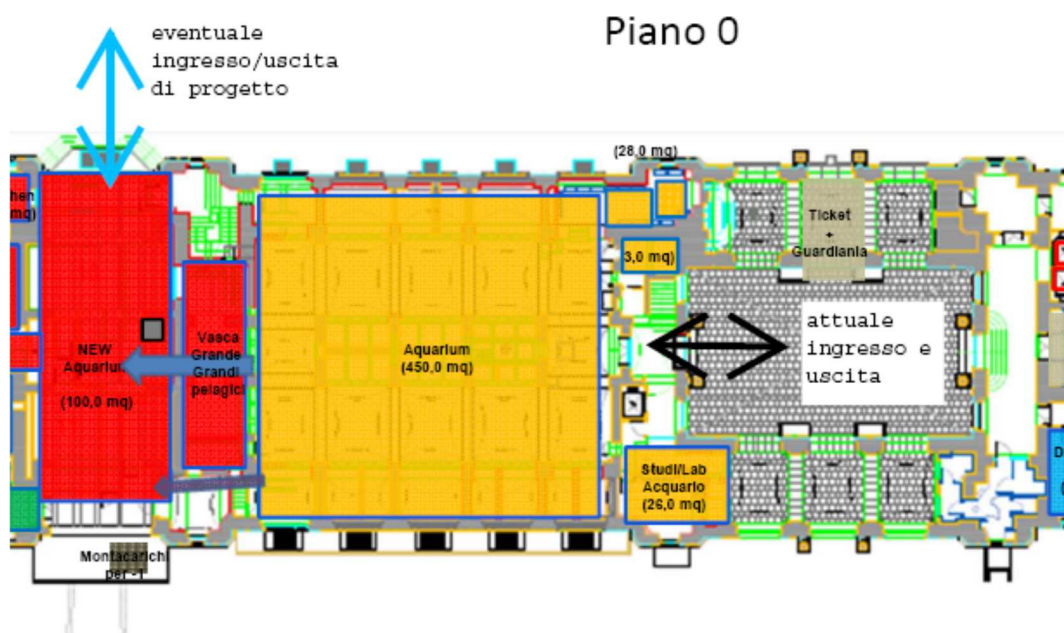 Piano 0
eventuale
ingresso/uscita
di progetto
(28,0 mq)
hen
mq)
Ticket
+
Guardiania
3,0 mq)
attuale
ingresso e
uscita
NEW
Aquarium
(100,0 mq)
Vasca
Grande
Grandi
pelagici
Aquarium
(450,0 mq)
Studi/Lab
Acquario
(26,0 mq)
D
Montacarichi
per -1